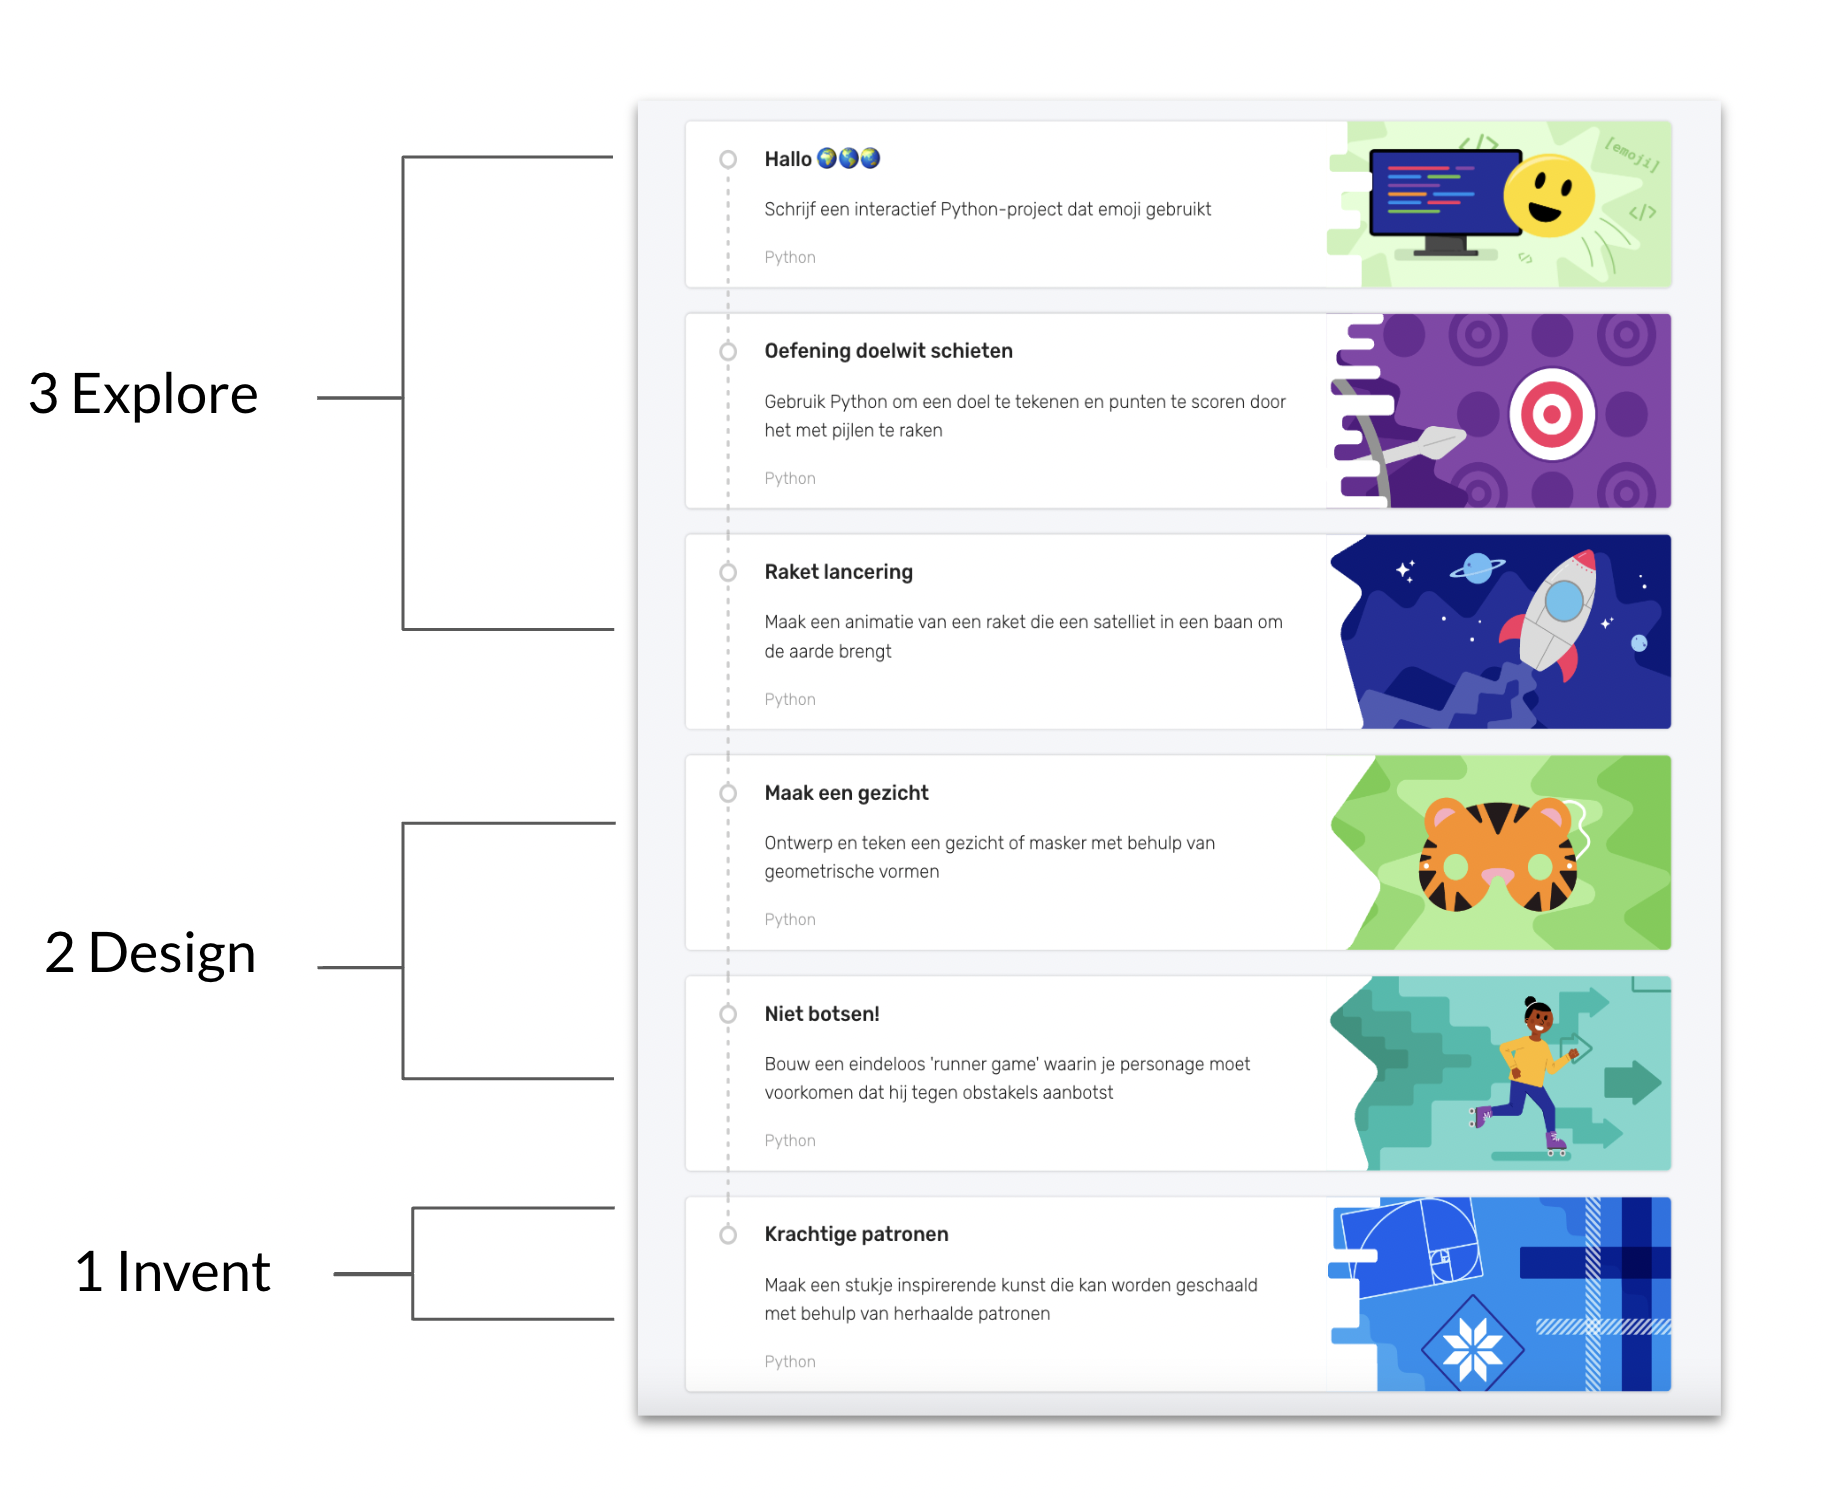 3 Explore
2 Design
1 Invent
Hallo 🌍🌎🌏
Schrijf een interactief Python-project dat emoji gebruikt
Python
</>
[emoji]
</>
</>
Oefening doelwit schieten
Gebruik Python om een doel te tekenen en punten te scoren door
het met pijlen te raken
Python
Raket lancering
Maak een animatie van een raket die een satelliet in een baan om
de aarde brengt
Python
Maak een gezicht
Ontwerp en teken een gezicht of masker met behulp van
geometrische vormen
Python
Niet botsen!
Bouw een eindeloos 'runner game' waarin je personage moet
voorkomen dat hij tegen obstakels aanbotst
Python
Krachtige patronen
Maak een stukje inspirerende kunst die kan worden geschaald
met behulp van herhaalde patronen
Python